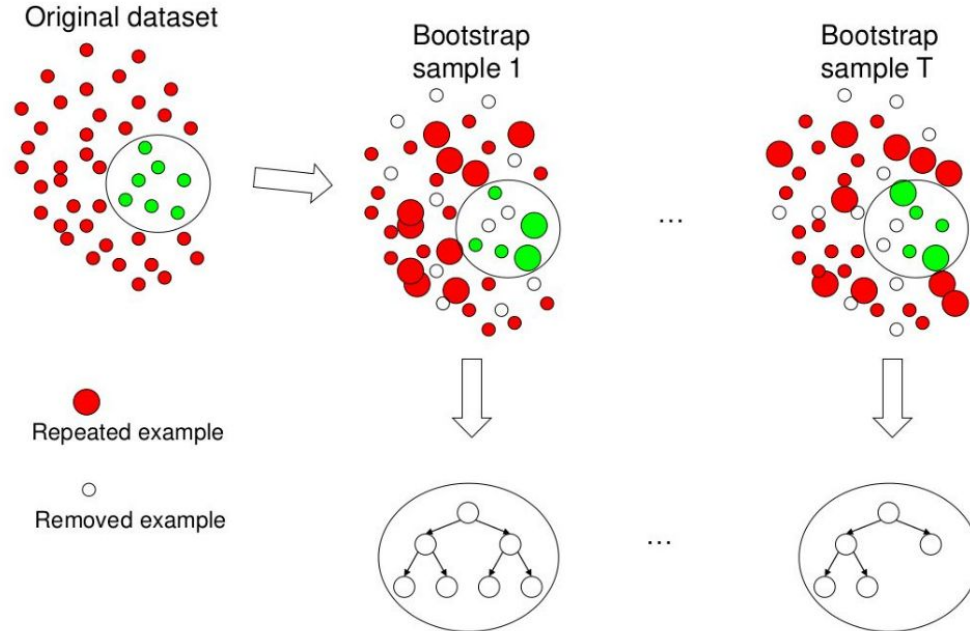 Original dataset
Bootstrap
sample 1
Bootstrap
sample T
...
Repeated example
Removed example
...